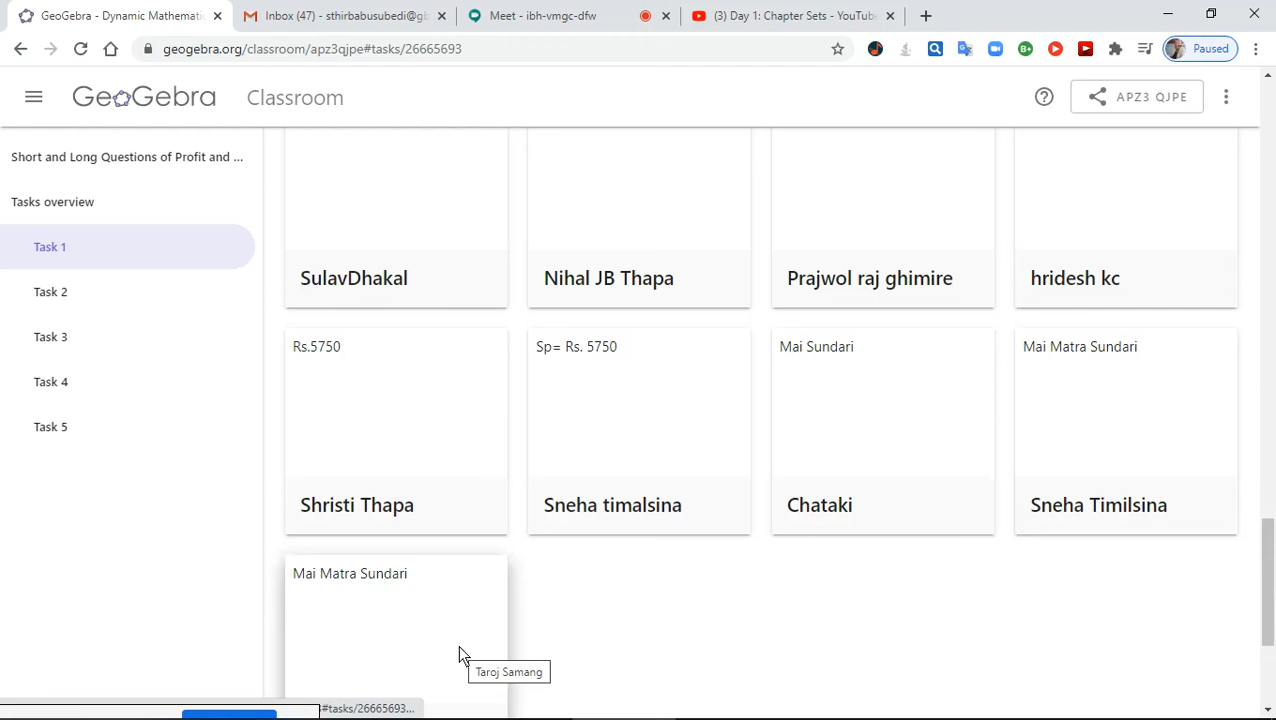 GeoGebra - Dynamic Mathematic
Inbox (47) - sthirbabusubedi@gb
Meet - ibh-vmgc-dfw
(3) Day 1: Chapter Sets - YouTube
geogebra.org/classroom/apz3qjpe#tasks/26665693
Paused
GeoGebra
Classroom
APZ3 QJPE
Short and Long Questions of Profit and ...
Tasks overview
Task 1
Task 2
Task 3
Task 4
Task 5
SulavDhakal
Nihal JB Thapa
Prajwol raj ghimire
hridesh kc
Rs.5750
Sp= Rs. 5750
Mai Sundari
Mai Matra Sundari
Shristi Thapa
Sneha timalsina
Chataki
Sneha Timilsina
Mai Matra Sundari
Taroj Samang
#tasks/26665693...